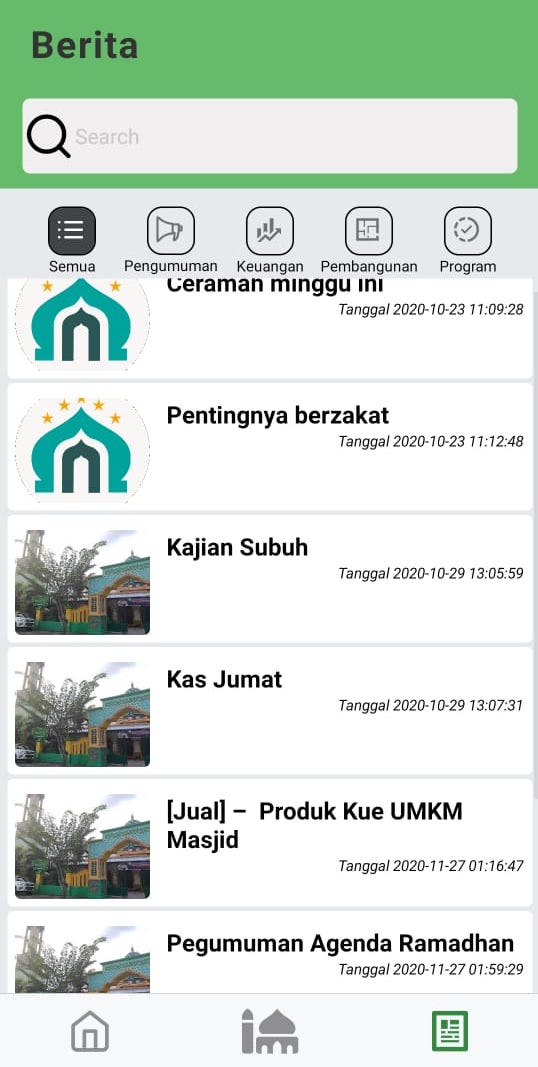 Berita
Search
Semua
Pengumuman
Keuangan
Pembangunan
Program
Ceramah minggu ini
Tanggal 2020-10-23 11:09:28
Pentingnya berzakat
Tanggal 2020-10-23 11:12:48
Kajian Subuh
Tanggal 2020-10-29 13:05:59
Kas Jumat
Tanggal 2020-10-29 13:07:31
[Jual] – Produk Kue UMKM
Masjid
Tanggal 2020-11-27 01:16:47
Pegumuman Agenda Ramadhan
Tanggal 2020-11-27 01:59:29